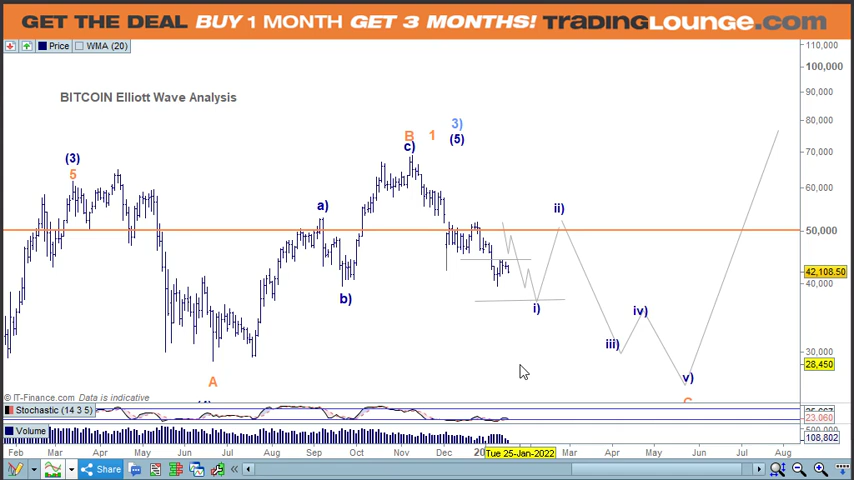 GET THE DEAL BUY 1 MONTH GET 3 MONTHS! TRADINGLOUNGE.COM
Price WMA (20)
110,000
100,000
BITCOIN Elliott Wave Analysis
90,000
80,000
3)
B 1 (5)
c)
70,000
(3)
5
60,000
a)
ii)
50,000
42,108.50
40,000
b)
i)
iv)
iii)
30,000
28,450
A
v)
C
© IT-Finance.com Data is indicative
Stochastic (14 3 5)
23,060
Volume
108,802
Feb Mar Apr May Jun Jul Aug Sep Oct Nov Dec 20 Tue 25-Jan-2022 Mar Apr May Jun Jul Aug
Share